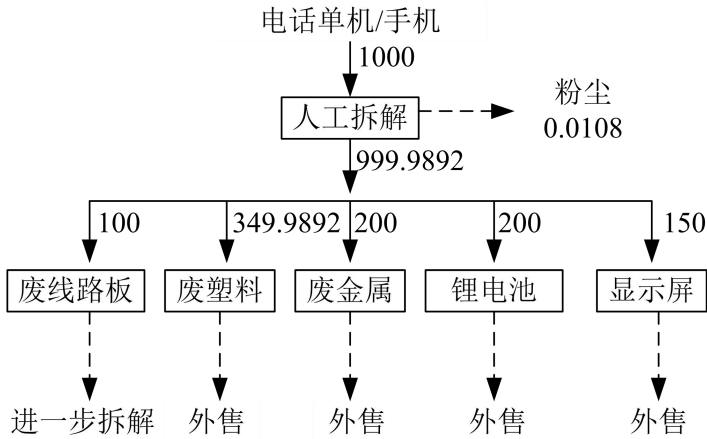 电话单机/手机
1000
人工拆解
粉尘
0.0108
999.9892
100
349.9892
200
200
150
废线路板
废塑料
废金属
锂电池
显示屏
进一步拆解
外售
外售
外售
外售